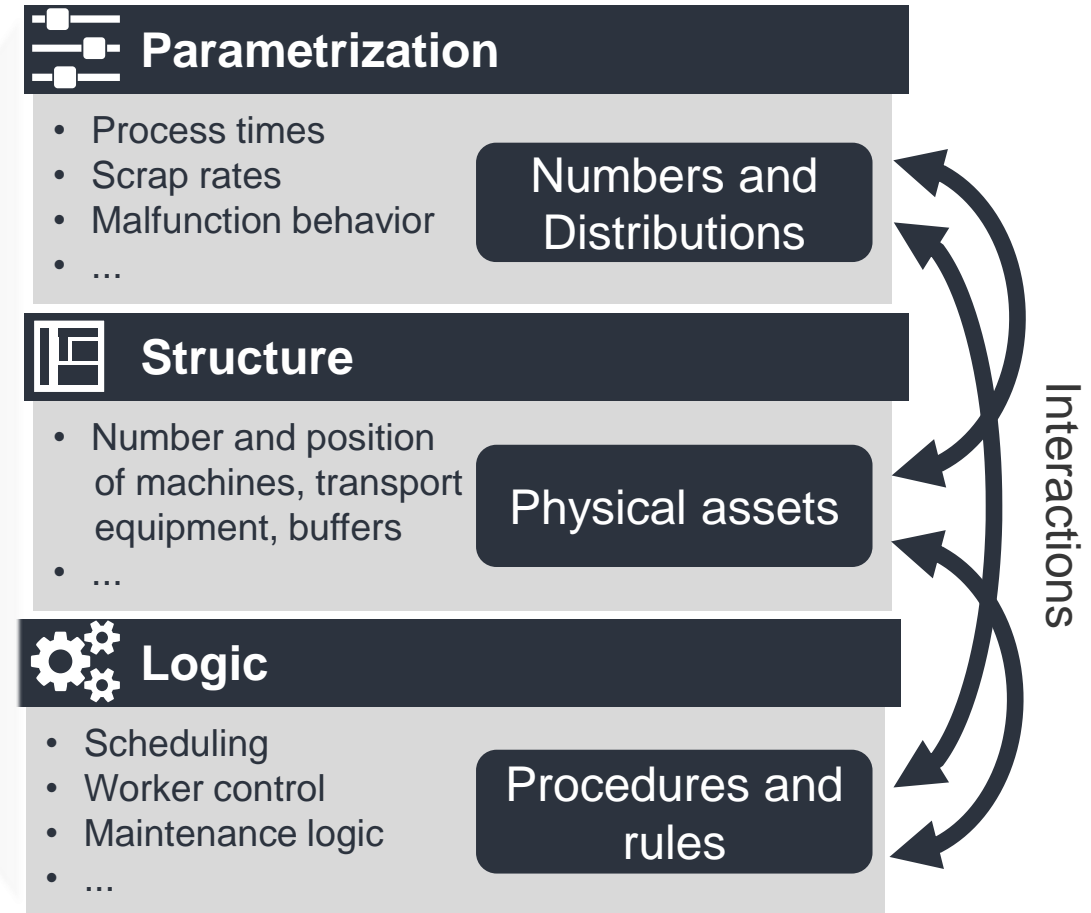 Parametrization
• Process times
• Scrap rates
• Malfunction behavior
• ...
Numbers and
Distributions
Structure
• Number and position
of machines, transport
equipment, buffers
• ...
Physical assets
Logic
• Scheduling
• Worker control
• Maintenance logic
• ...
Procedures and
rules
Interactions